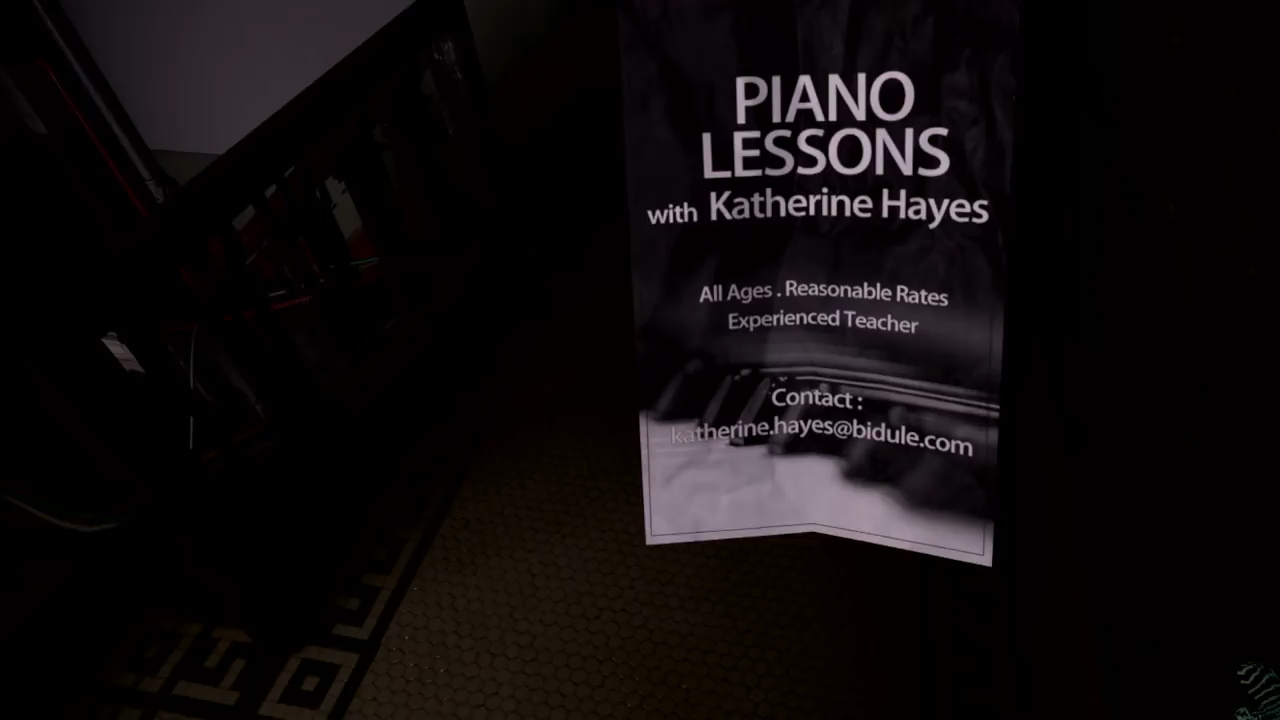 PIANO
LESSONS
with Katherine Hayes
All Ages . Reasonable Rates
Experienced Teacher
Contact :
katherine.hayes@bidule.com